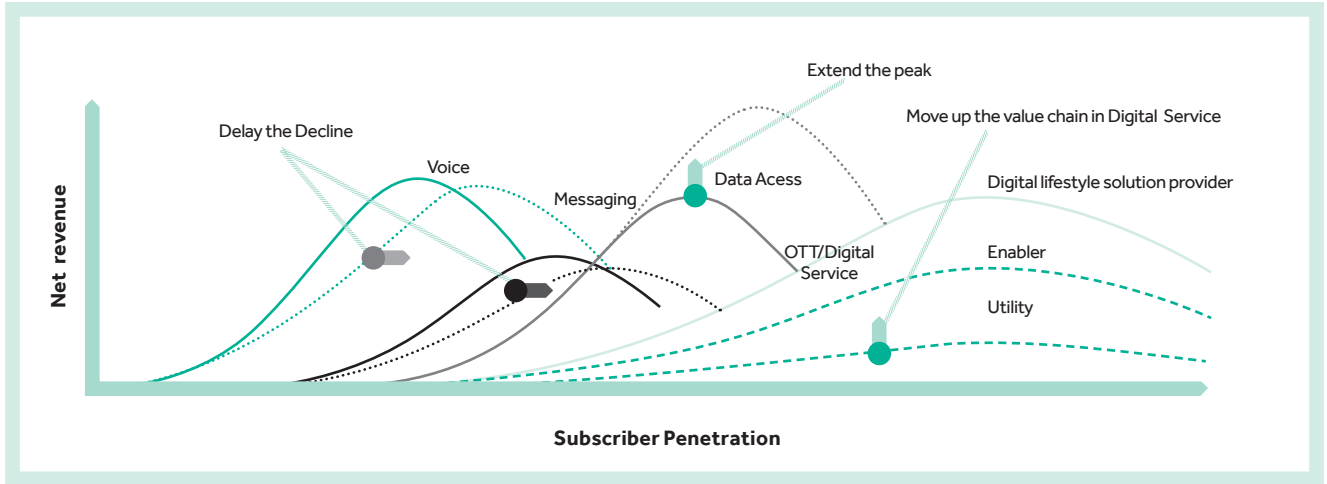 Extend the peak
Move up the value chain in Digital Service
Delay the Decline
Voice
Messaging
Data Acess
Digital lifestyle solution provider
OTT/Digital
Service
Enabler
Utility
Net revenue
Subscriber Penetration